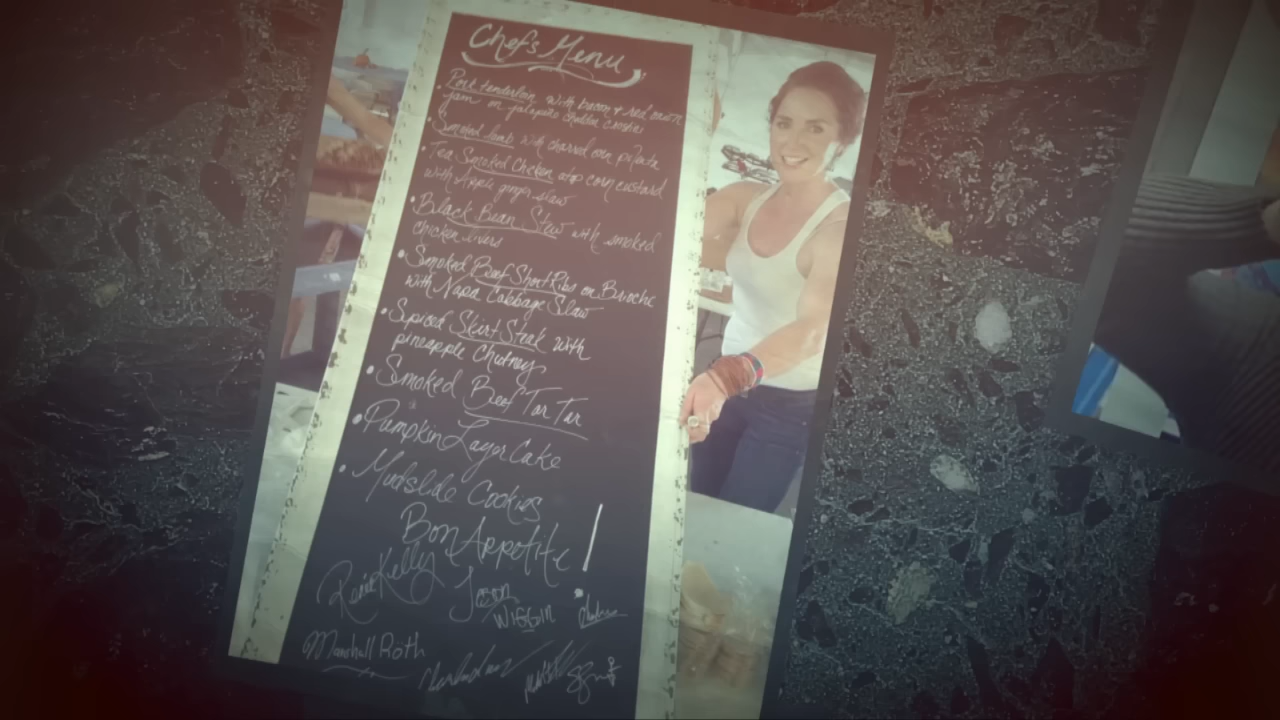 Chef's Menu
• Pork tenderloin with bacon + red onion
jam on jalapeño cheddar crostini
• Smoked lamb with charred corn
• Tea Smoked Chicken atop corn custard
with Apple ginger slaw
• Black Bean Stew with smoked
chicken livers
• Smoked Beef Short Ribs on Brioche
with Napa Cabbage Slaw
• Spiced Skirt Steak with
pineapple Chutney
• Smoked Beef Tar Tar
• Pumpkin Layer Cake
• Mudslide Cookies
Bon Appetite!
Kelly
Jason
Wiggin
Marshall Roth